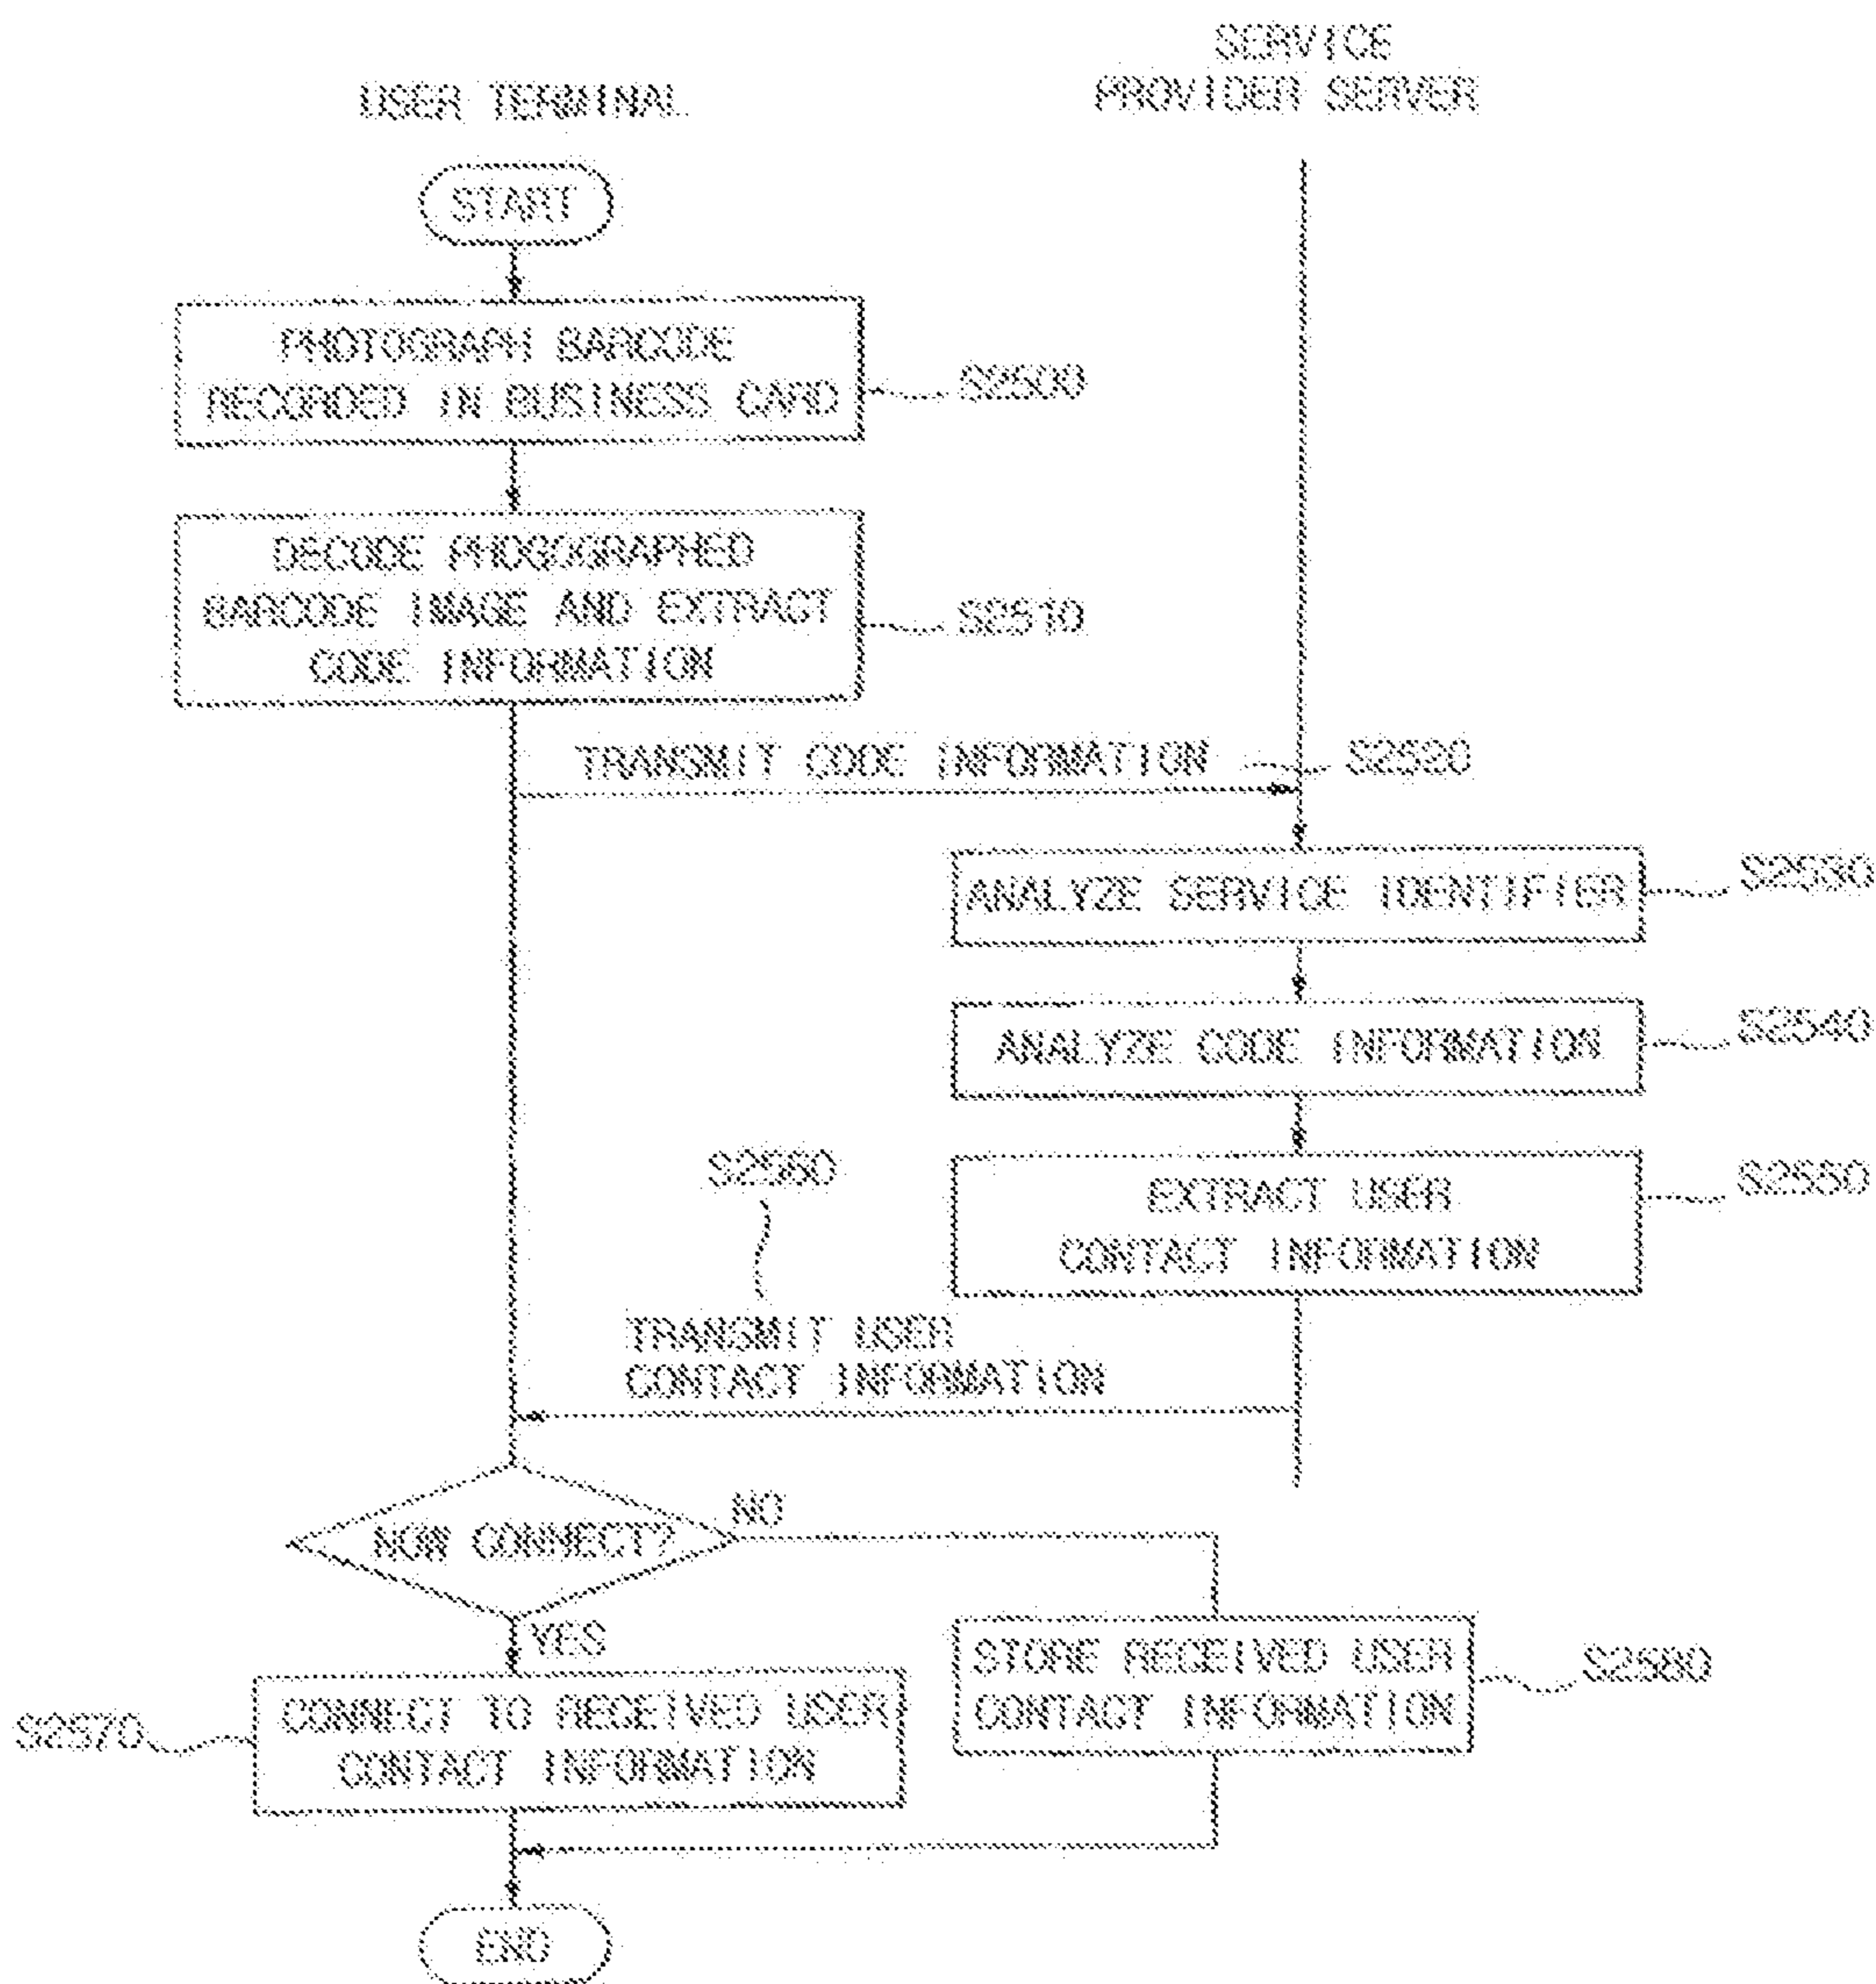 USER TERMINAL
SERVICE
PROVIDER SERVER
START
PHOTOGRAPH BARCODE
RECORDED IN BUSINESS CARD
S2500
DECODE PHOGOGRAPHED
BARCODE IMAGE AND EXTRACT
CODE INFORMATION
S2510
TRANSMIT CODE INFORMATION
S2520
ANALYZE SERVICE IDENTIFIER
S2530
ANALYZE CODE INFORMATION
S2540
EXTRACT USER
CONTACT INFORMATION
S2550
S2560
TRANSMIT USER
CONTACT INFORMATION
NOW CONNECT?
NO
YES
STORE RECEIVED USER
CONTACT INFORMATION
S2580
S2570
CONNECT TO RECEIVED USER
CONTACT INFORMATION
END